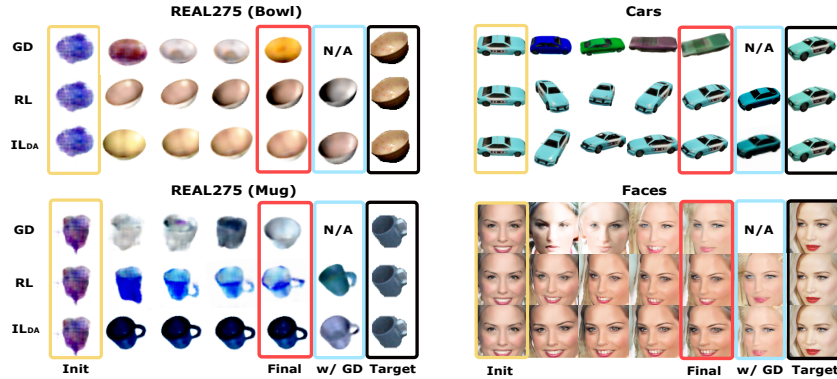 REAL275 (Bowl)
GD
N/A
RL
ILDA
REAL275 (Mug)
GD
N/A
RL
ILDA
Init
Final
w/ GD
Target
Cars
N/A
Faces
N/A
Init
Final
w/ GD
Target